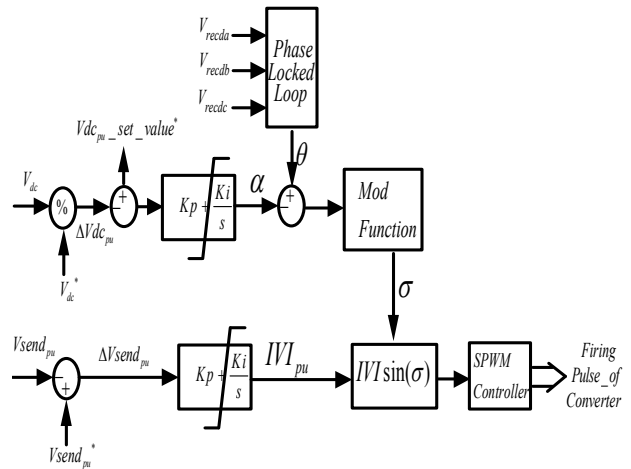 V_recda
V_recdb
V_recdc
Phase
Locked
Loop
Vdc_pu_set_value*
θ
V_dc
%
ΔVdc_pu
V_dc*
+
−
Kp + Ki/s
α
+
−
Mod
Function
σ
Vsend_pu
−
+
ΔVsend_pu
Vsend_pu*
Kp + Ki/s
IVI_pu
IVI sin(σ)
SPWM
Controller
Firing
Pulse_of
Converter